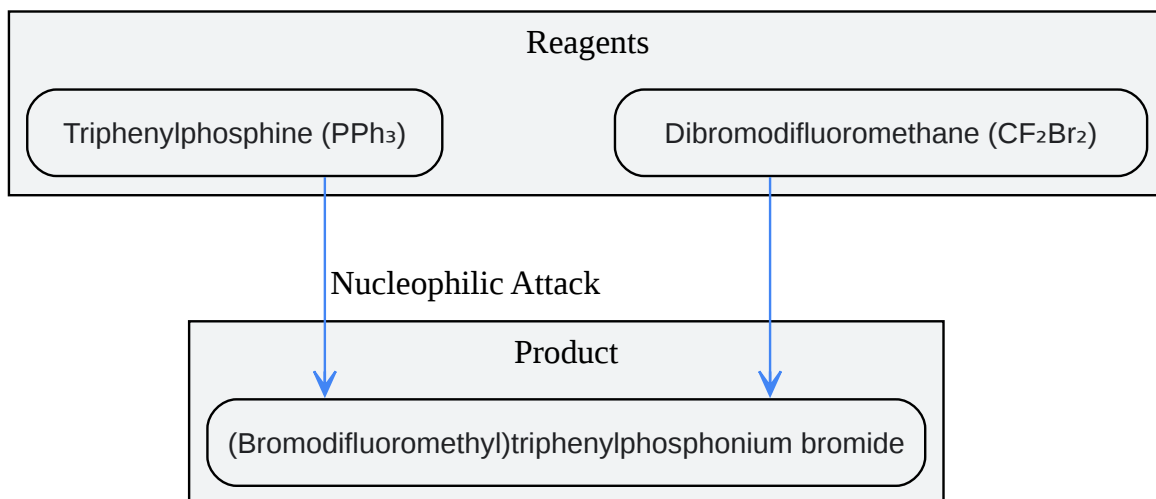 Reagents
Triphenylphosphine (PPh₃)
Dibromodifluoromethane (CF₂Br₂)
Nucleophilic Attack
Product
(Bromodifluoromethyl)triphenylphosphonium bromide